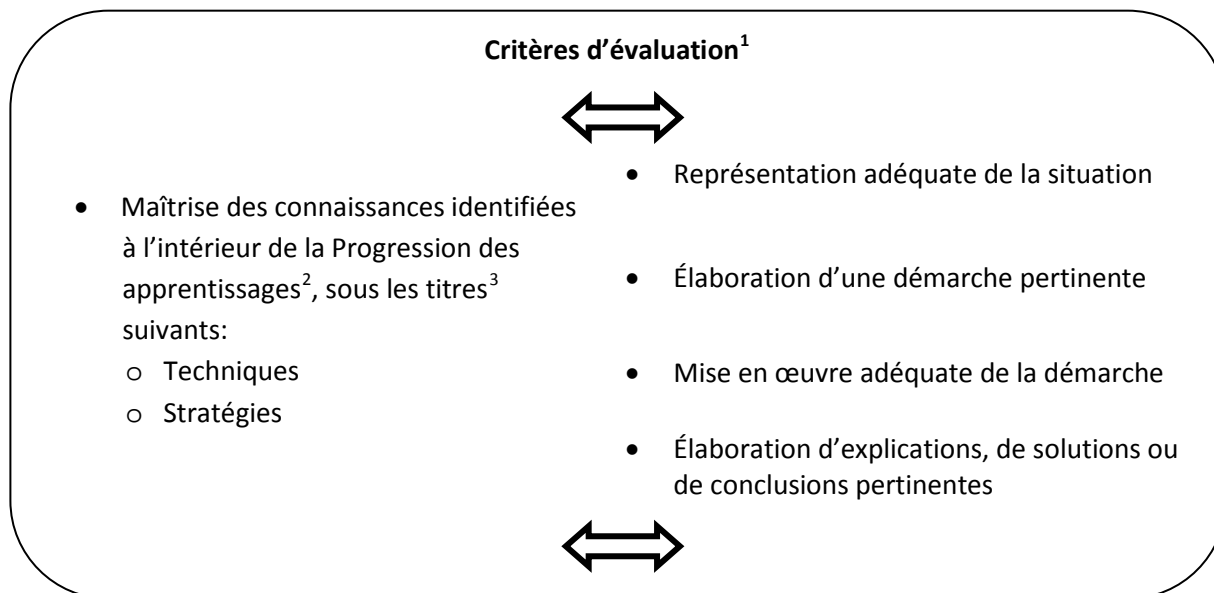 Critères d’évaluation¹
• Maîtrise des connaissances identifiées
à l’intérieur de la Progression des
apprentissages², sous les titres³
suivants:
o Techniques
o Stratégies
• Représentation adéquate de la situation
• Élaboration d’une démarche pertinente
• Mise en œuvre adéquate de la démarche
• Élaboration d’explications, de solutions ou
de conclusions pertinentes